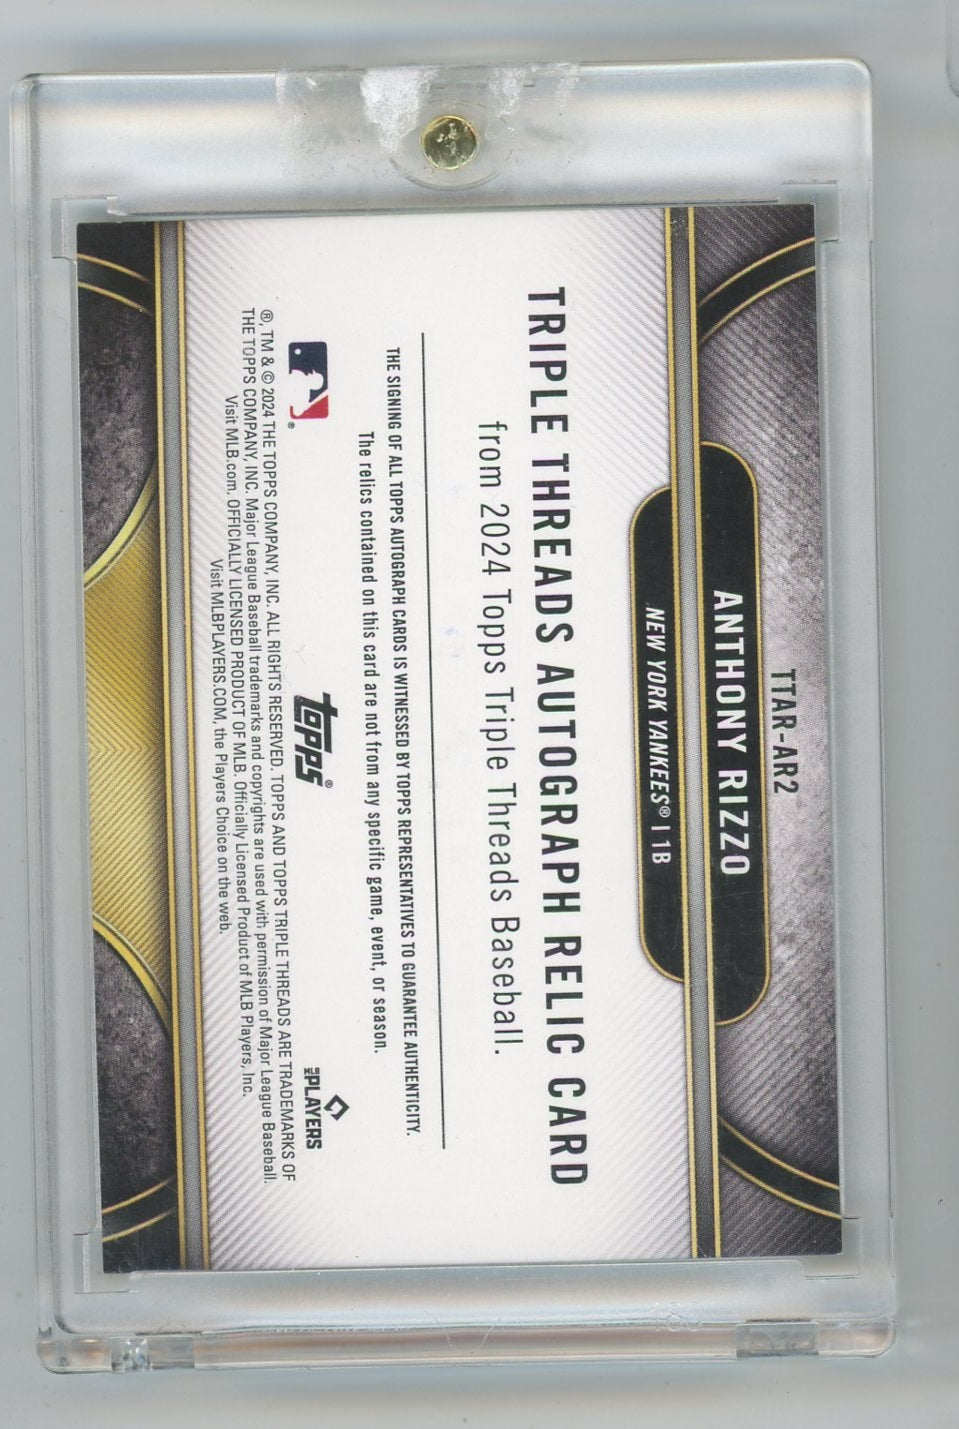 TTAR-AR2
ANTHONY RIZZO
NEW YORK YANKEES® | 1B
TRIPLE THREADS AUTOGRAPH RELIC CARD
from 2024 Topps Triple Threads Baseball.
THE SIGNING OF ALL TOPPS AUTOGRAPH CARDS IS WITNESSED BY TOPPS REPRESENTATIVES TO GUARANTEE AUTHENTICITY.
The relics contained on this card are not from any specific game, event, or season.
®
topps®
MLB PLAYERS
®, TM & © 2024 THE TOPPS COMPANY, INC. ALL RIGHTS RESERVED. TOPPS AND TOPPS TRIPLE THREADS ARE TRADEMARKS OF
THE TOPPS COMPANY, INC. Major League Baseball trademarks and copyrights are used with permission of Major League Baseball.
Visit MLB.com. OFFICIALLY LICENSED PRODUCT OF MLB. Officially Licensed Product of MLB Players, Inc.
Visit MLBPLAYERS.COM, the Players Choice on the web.